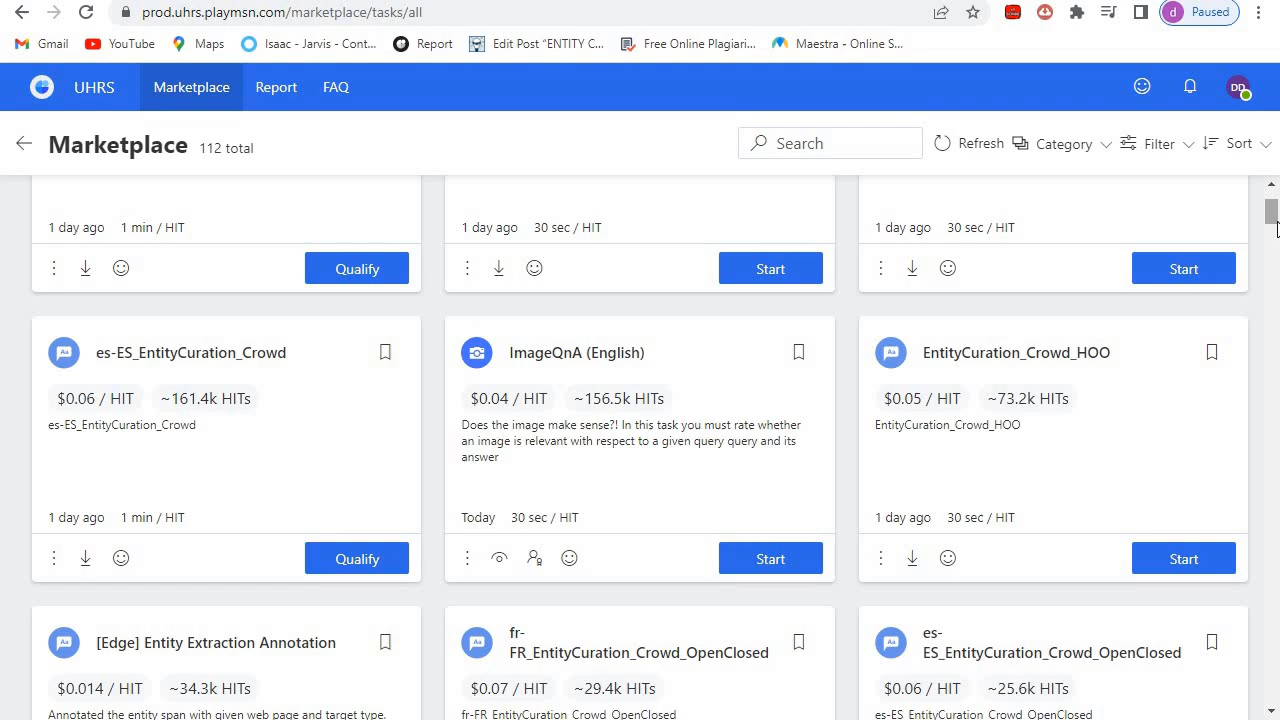 prod.uhrs.playmsn.com/marketplace/tasks/all
d Paused
Gmail YouTube Maps Isaac - Jarvis - Cont... Report Edit Post "ENTITY C... Free Online Plagiari... Maestra - Online S...
UHRS Marketplace Report FAQ DD
Marketplace 112 total Search Refresh Category Filter Sort
1 day ago 1 min / HIT
1 day ago 30 sec / HIT
1 day ago 30 sec / HIT
Qualify
Start
Start
Aa es-ES_EntityCuration_Crowd
$0.06 / HIT ~161.4k HITs
es-ES_EntityCuration_Crowd
1 day ago 1 min / HIT
Qualify
ImageQnA (English)
$0.04 / HIT ~156.5k HITs
Does the image make sense?! In this task you must rate whether
an image is relevant with respect to a given query query and its
answer
Today 30 sec / HIT
Start
Aa EntityCuration_Crowd_HOO
$0.05 / HIT ~73.2k HITs
EntityCuration_Crowd_HOO
1 day ago 30 sec / HIT
Start
Aa [Edge] Entity Extraction Annotation
$0.014 / HIT ~34.3k HITs
Annotated the entity span with given web page and target type.
Aa fr-
FR_EntityCuration_Crowd_OpenClosed
$0.07 / HIT ~29.4k HITs
fr-FR_EntityCuration_Crowd_OpenClosed
Aa es-
ES_EntityCuration_Crowd_OpenClosed
$0.06 / HIT ~25.6k HITs
es-ES_EntityCuration_Crowd_OpenClosed